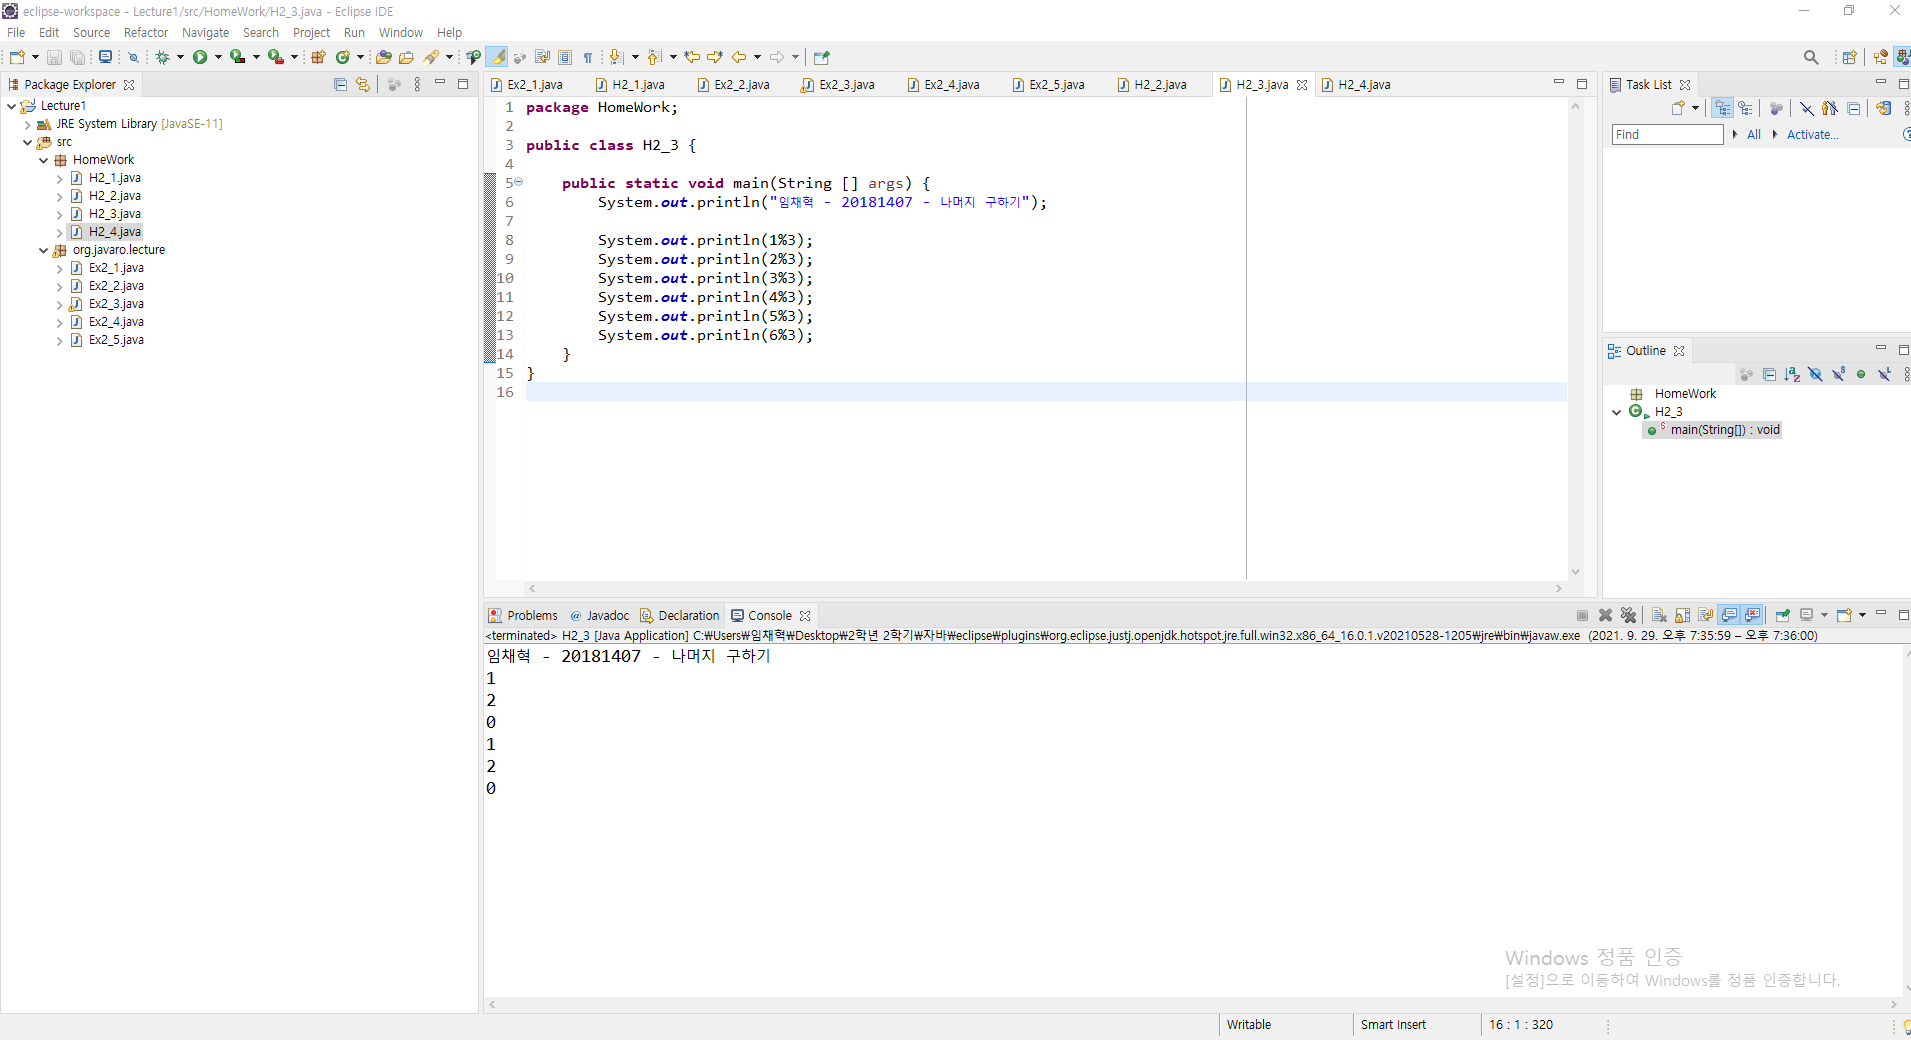 eclipse-workspace - Lecture1/src/HomeWork/H2_3.java - Eclipse IDE
File Edit Source Refactor Navigate Search Project Run Window Help
Package Explorer
Lecture1
JRE System Library [JavaSE-11]
src
HomeWork
H2_1.java
H2_2.java
H2_3.java
H2_4.java
org.javaro.lecture
Ex2_1.java
Ex2_2.java
Ex2_3.java
Ex2_4.java
Ex2_5.java
Ex2_1.java H2_1.java Ex2_2.java Ex2_3.java Ex2_4.java Ex2_5.java H2_2.java H2_3.java H2_4.java
1 package HomeWork;
2
3 public class H2_3 {
4
5 public static void main(String [] args) {
6 System.out.println("임채혁 - 20181407 - 나머지 구하기");
7
8 System.out.println(1%3);
9 System.out.println(2%3);
10 System.out.println(3%3);
11 System.out.println(4%3);
12 System.out.println(5%3);
13 System.out.println(6%3);
14 }
15 }
16
Task List
Find All Activate...
Outline
HomeWork
H2_3
main(String[]) : void
Problems @ Javadoc Declaration Console
<terminated> H2_3 [Java Application] C:₩Users₩임채혁₩Desktop₩2학년 2학기₩자바₩eclipse₩plugins₩org.eclipse.justj.openjdk.hotspot.jre.full.win32.x86_64_16.0.1.v20210528-1205₩jre₩bin₩javaw.exe (2021. 9. 29. 오후 7:35:59 – 오후 7:36:00)
임채혁 - 20181407 - 나머지 구하기
1
2
0
1
2
0
Windows 정품 인증
[설정]으로 이동하여 Windows를 정품 인증합니다.
Writable Smart Insert 16 : 1 : 320